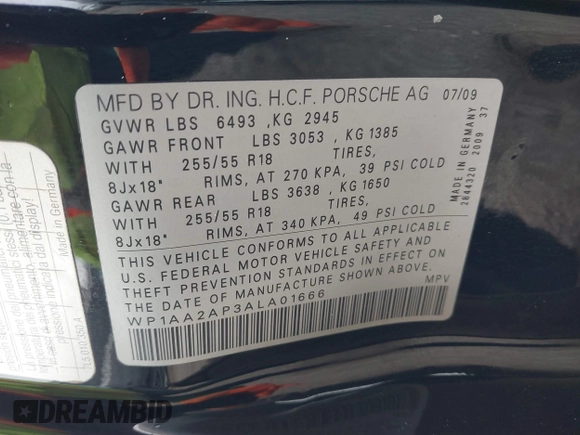 MFD BY DR. ING. H.C.F. PORSCHE AG 07/09
GVWR LBS 6493 ,KG 2945
GAWR FRONT LBS 3053 ,KG 1385
WITH 255/55 R18 TIRES,
8Jx18" RIMS, AT 270 KPA, 39 PSI COLD
GAWR REAR LBS 3638 ,KG 1650
WITH 255/55 R18 TIRES,
8Jx18" RIMS, AT 340 KPA, 49 PSI COLD
THIS VEHICLE CONFORMS TO ALL APPLICABLE
U.S. FEDERAL MOTOR VEHICLE SAFETY AND
THEFT PREVENTION STANDARDS IN EFFECT ON
THE DATE OF MANUFACTURE SHOWN ABOVE.
WP1AA2AP3ALA01666 MPV
MADE IN GERMANY
2644320 2009 37
Made in Germany
DREAMBID